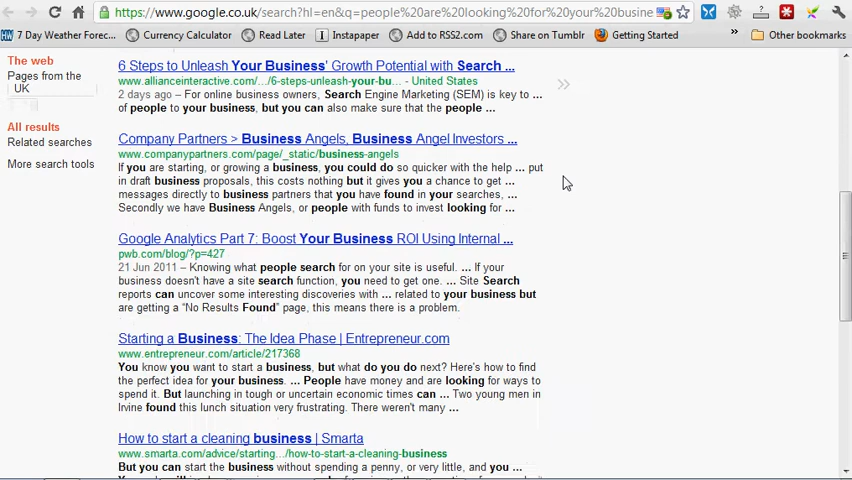 https://www.google.co.uk/search?hl=en&q=people%20are%20looking%20for%20your%20busine
7 Day Weather Forec... Currency Calculator Read Later Instapaper Add to RSS2.com Share on Tumblr Getting Started » Other bookmarks
The web
Pages from the
UK
All results
Related searches
More search tools
6 Steps to Unleash Your Business' Growth Potential with Search ...
www.allianceinteractive.com/.../6-steps-unleash-your-bu... - United States
2 days ago – For online business owners, Search Engine Marketing (SEM) is key to ...
of people to your business, but you can also make sure that the people ...
Company Partners > Business Angels, Business Angel Investors ...
www.companypartners.com/page/_static/business-angels
If you are starting, or growing a business, you could do so quicker with the help ... put
in draft business proposals, this costs nothing but it gives you a chance to get ...
messages directly to business partners that you have found in your searches, ...
Secondly we have Business Angels, or people with funds to invest looking for ...
Google Analytics Part 7: Boost Your Business ROI Using Internal ...
pwb.com/blog/?p=427
21 Jun 2011 – Knowing what people search for on your site is useful. ... If your
business doesn't have a site search function, you need to get one. ... Site Search
reports can uncover some interesting discoveries with ... related to your business but
are getting a "No Results Found" page, this means there is a problem.
Starting a Business: The Idea Phase | Entrepreneur.com
www.entrepreneur.com/article/217368
You know you want to start a business, but what do you do next? Here's how to find
the perfect idea for your business. ... People have money and are looking for ways to
spend it. But launching in tough or uncertain economic times can ... Two young men in
Irvine found this lunch situation very frustrating. There weren't many ...
How to start a cleaning business | Smarta
www.smarta.com/advice/starting.../how-to-start-a-cleaning-business
But you can start the business without spending a penny, or very little, and you ...